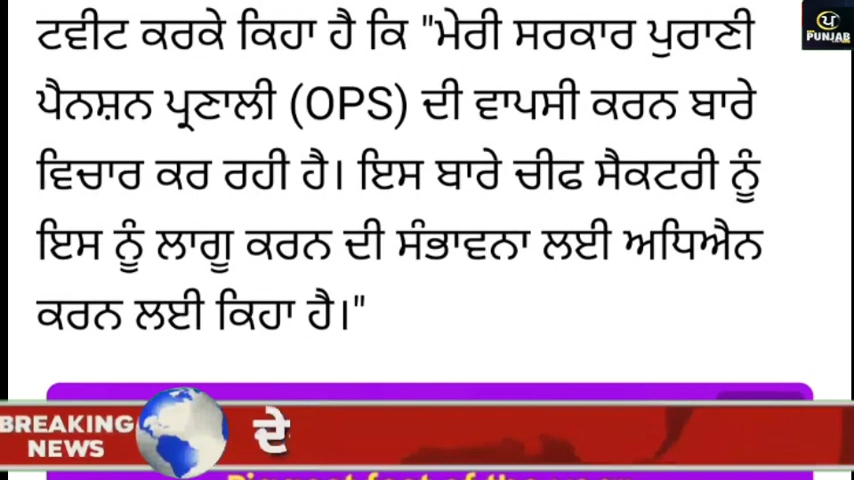 ਪ
PUNJAB
ਟਵੀਟ ਕਰਕੇ ਕਿਹਾ ਹੈ ਕਿ "ਮੇਰੀ ਸਰਕਾਰ ਪੁਰਾਣੀ
ਪੈਨਸ਼ਨ ਪ੍ਰਣਾਲੀ (OPS) ਦੀ ਵਾਪਸੀ ਕਰਨ ਬਾਰੇ
ਵਿਚਾਰ ਕਰ ਰਹੀ ਹੈ। ਇਸ ਬਾਰੇ ਚੀਫ ਸੈਕਟਰੀ ਨੂੰ
ਇਸ ਨੂੰ ਲਾਗੂ ਕਰਨ ਦੀ ਸੰਭਾਵਨਾ ਲਈ ਅਧਿਐਨ
ਕਰਨ ਲਈ ਕਿਹਾ ਹੈ।"
BREAKING
NEWS
ਦੇ